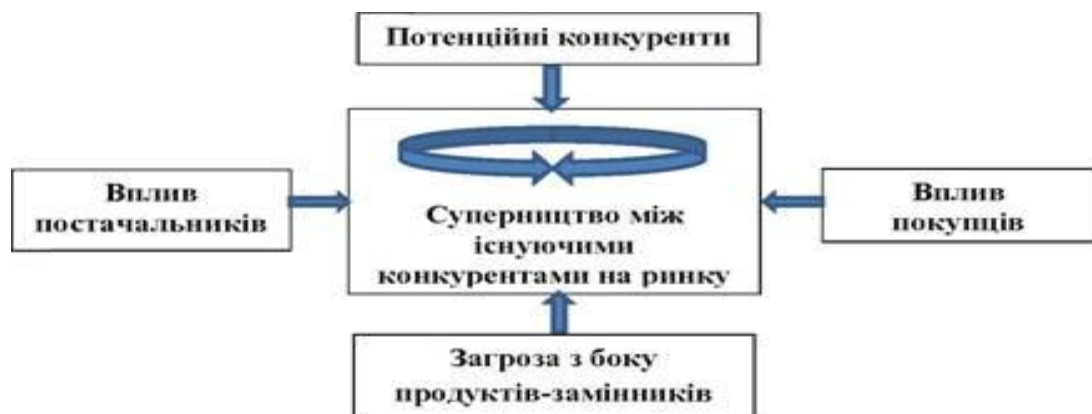 Потенційні конкуренти
Вплив
постачальників
Суперництво між
існуючими
конкурентами на ринку
Вплив
покупців
Загроза з боку
продуктів-замінників